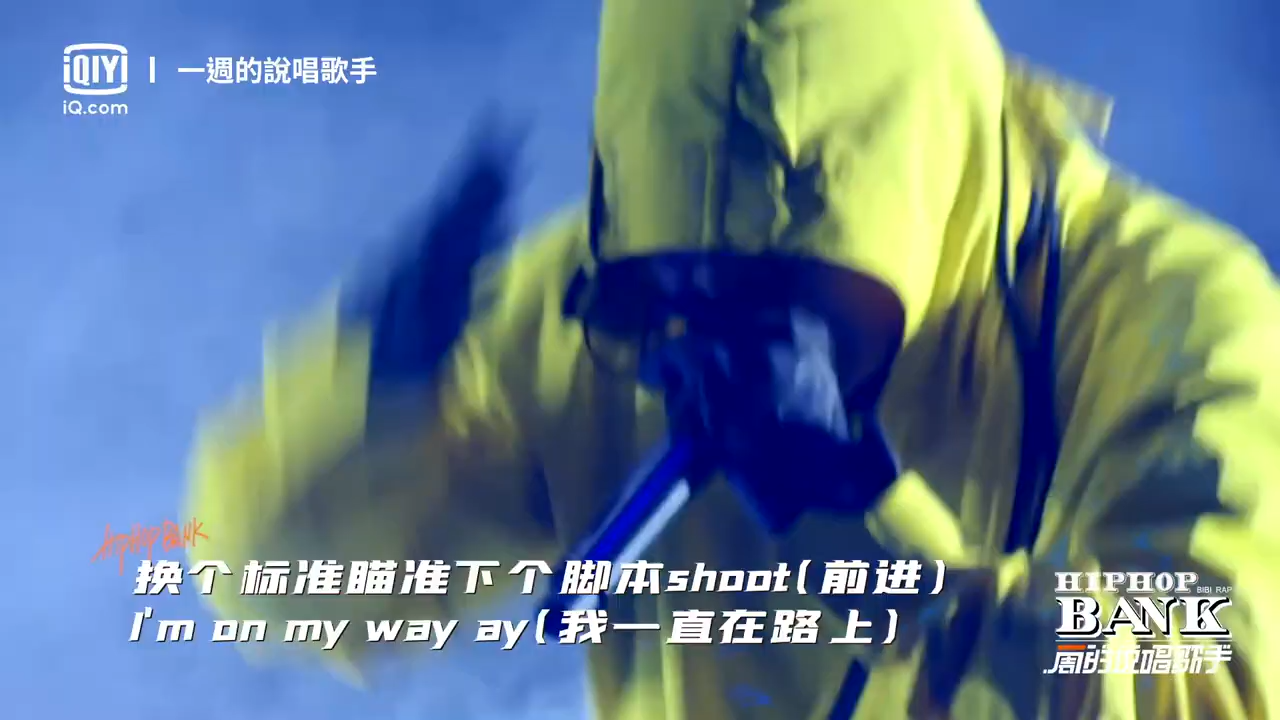 iQIYI
iQ.com
一週的說唱歌手
HIPHOP BANK
换个标准瞄准下个脚本shoot(前进)
I'm on my way ay(我一直在路上)
HIPHOP
BIBI RAP
BANK
一周的说唱歌手